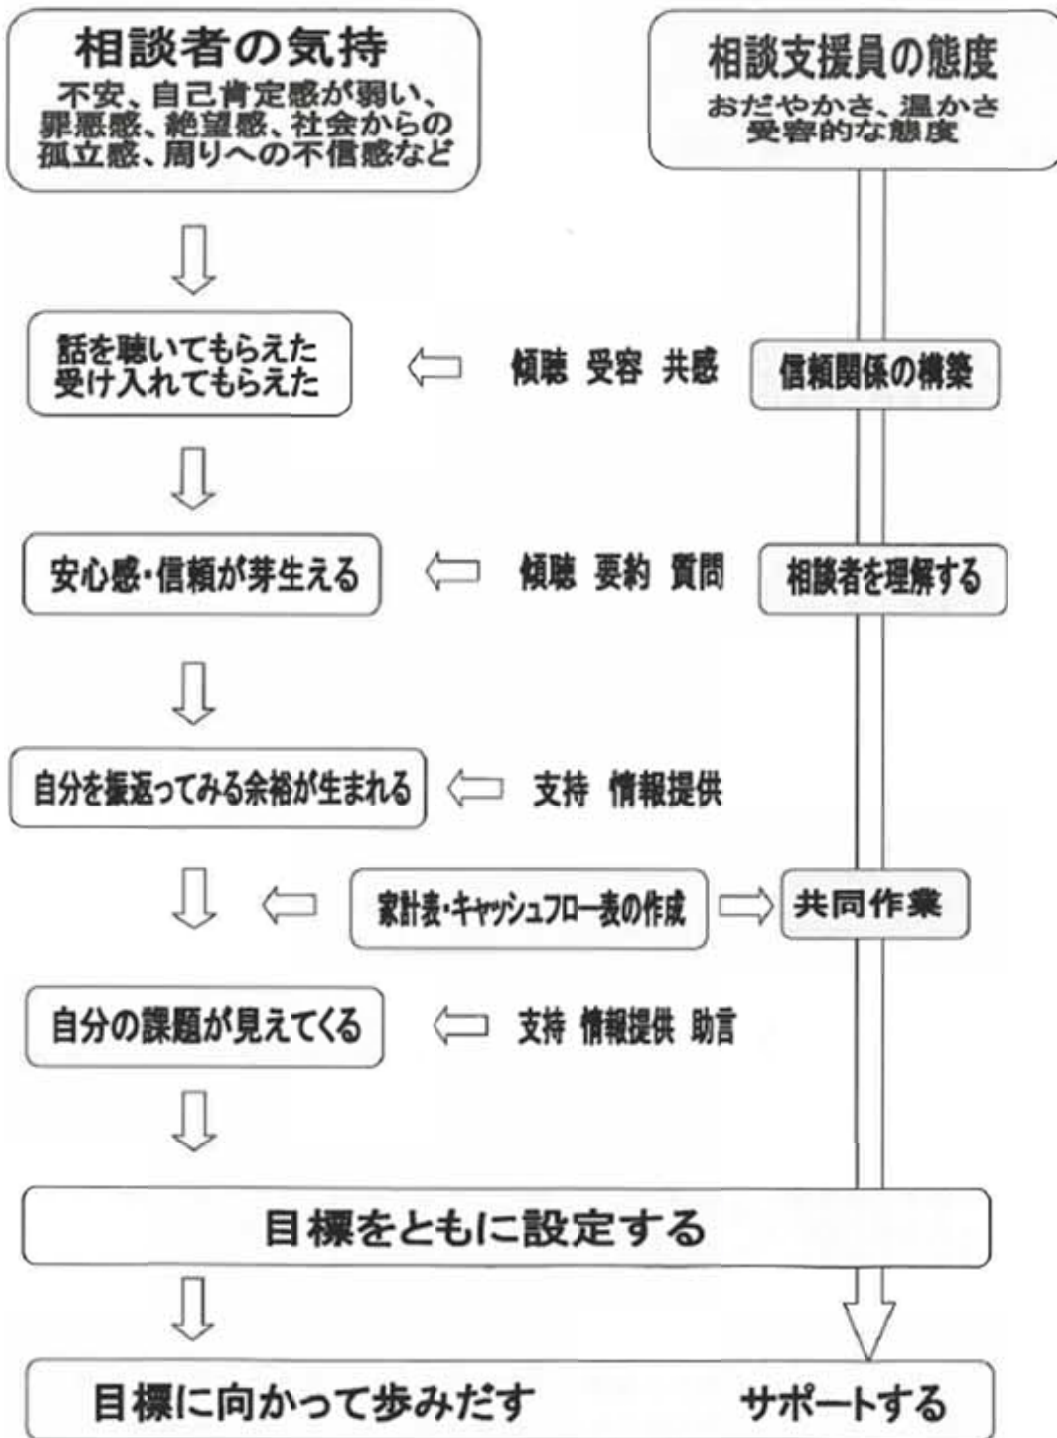 相談者の気持
不安、自己肯定感が弱い、
罪悪感、絶望感、社会からの
孤立感、周りへの不信感など
相談支援員の態度
おだやかさ、温かさ
受容的な態度
話を聴いてもらえた
受け入れてもらえた
傾聴 受容 共感
信頼関係の構築
安心感・信頼が芽生える
傾聴 要約 質問
相談者を理解する
自分を振返ってみる余裕が生まれる
支持 情報提供
家計表・キャッシュフロー表の作成
共同作業
自分の課題が見えてくる
支持 情報提供 助言
目標をともに設定する
目標に向かって歩みだす
サポートする